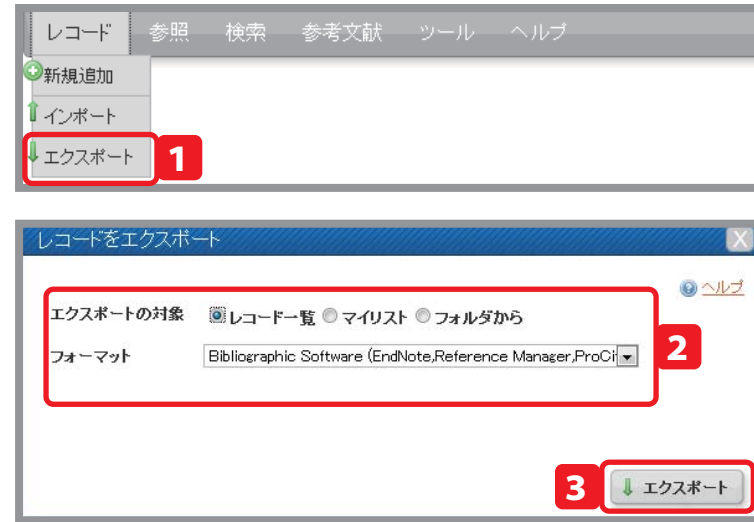 レコード 参照 検索 参考文献 ツール ヘルプ
新規追加
インポート
エクスポート 1
レコードをエクスポート X
ヘルプ
エクスポートの対象 レコード一覧 マイリスト フォルダから
フォーマット Bibliographic Software (EndNote,Reference Manager,ProCi 2
3 エクスポート